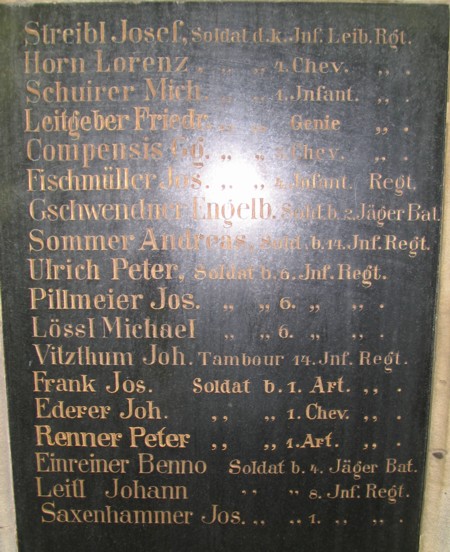 Streibl Josef, Soldat d. k. Inf. Leib. Rgt.
Horn Lorenz . „ „ 4. Chev. „ .
Schuirer Mich. „ „ 1. Infant. „ .
Leitgeber Friedr. „ „ Genie „ .
Compensis Gg. „ „ Chev. „ .
Fischmüller Jos. „ „ Infant. Regt.
Gschwendner Engelb. Sold. b. 2. Jäger Bat.
Sommer Andreas, Sold. b. 14. Inf. Regt.
Ulrich Peter, Soldat b. 6. Inf. Regt.
Pillmeier Jos. „ „ 6. „ „ .
Lössl Michael „ „ 6. „ „ .
Vitzthum Joh. Tambour 14. Inf. Regt.
Frank Jos. Soldat b. 1. Art. „ .
Ederer Joh. „ „ 1. Chev. „ .
Renner Peter „ „ 1. Art. „ .
Einreiner Benno Soldat b. 4. Jäger Bat.
Leitl Johann „ „ 8. Inf. Regt.
Saxenhammer Jos. „ „ 1. „ „ .